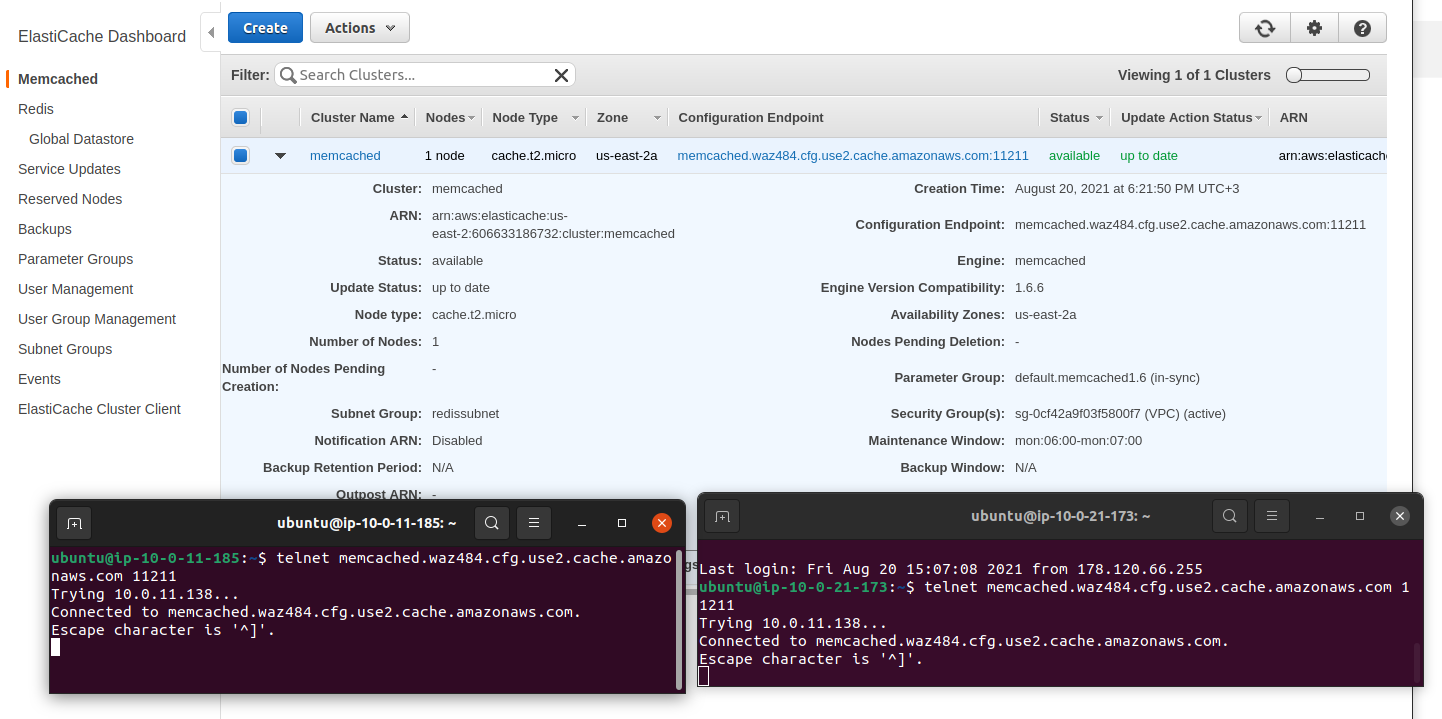 ElastiCache Dashboard
Memcached
Redis
Global Datastore
Service Updates
Reserved Nodes
Backups
Parameter Groups
User Management
User Group Management
Subnet Groups
Events
ElastiCache Cluster Client
Create Actions
Filter: Search Clusters... Viewing 1 of 1 Clusters
Cluster Name Nodes Node Type Zone Configuration Endpoint Status Update Action Status ARN
memcached 1 node cache.t2.micro us-east-2a memcached.waz484.cfg.use2.cache.amazonaws.com:11211 available up to date arn:aws:elasticache
Cluster: memcached
ARN: arn:aws:elasticache:us-
east-2:606633186732:cluster:memcached
Status: available
Update Status: up to date
Node type: cache.t2.micro
Number of Nodes: 1
Number of Nodes Pending -
Creation:
Subnet Group: redissubnet
Notification ARN: Disabled
Backup Retention Period: N/A
Outpost ARN: -
Creation Time: August 20, 2021 at 6:21:50 PM UTC+3
Configuration Endpoint: memcached.waz484.cfg.use2.cache.amazonaws.com:11211
Engine: memcached
Engine Version Compatibility: 1.6.6
Availability Zones: us-east-2a
Nodes Pending Deletion: -
Parameter Group: default.memcached1.6 (in-sync)
Security Group(s): sg-0cf42a9f03f5800f7 (VPC) (active)
Maintenance Window: mon:06:00-mon:07:00
Backup Window: N/A
gs
ubuntu@ip-10-0-11-185: ~
ubuntu@ip-10-0-11-185:~$ telnet memcached.waz484.cfg.use2.cache.amazo
naws.com 11211
Trying 10.0.11.138...
Connected to memcached.waz484.cfg.use2.cache.amazonaws.com.
Escape character is '^]'.
ubuntu@ip-10-0-21-173: ~
Last login: Fri Aug 20 15:07:08 2021 from 178.120.66.255
ubuntu@ip-10-0-21-173:~$ telnet memcached.waz484.cfg.use2.cache.amazonaws.com 1
1211
Trying 10.0.11.138...
Connected to memcached.waz484.cfg.use2.cache.amazonaws.com.
Escape character is '^]'.